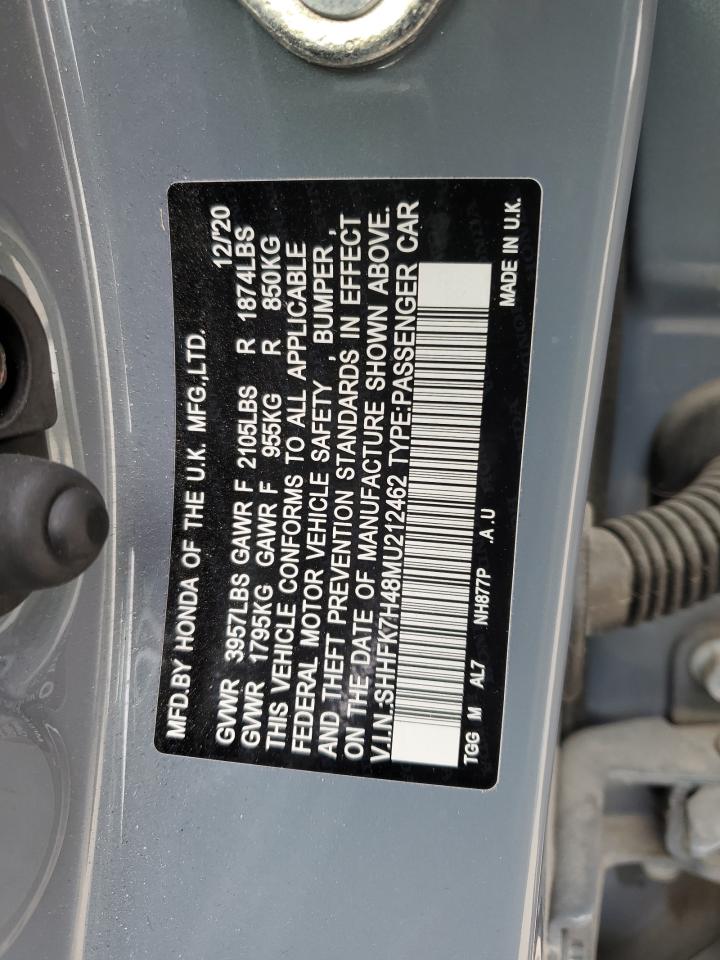 MFD.BY HONDA OF THE U.K. MFG.,LTD.
12/'20
GVWR 3957LBS GAWR F 2105LBS R 1874LBS
GVWR 1795KG GAWR F 955KG R 850KG
THIS VEHICLE CONFORMS TO ALL APPLICABLE
FEDERAL MOTOR VEHICLE SAFETY , BUMPER ,
AND THEFT PREVENTION STANDARDS IN EFFECT
ON THE DATE OF MANUFACTURE SHOWN ABOVE.
V.I.N.:SHHFK7H48MU212462 TYPE:PASSENGER CAR
TGG M AL7 NH877P .A.U
MADE IN U.K.